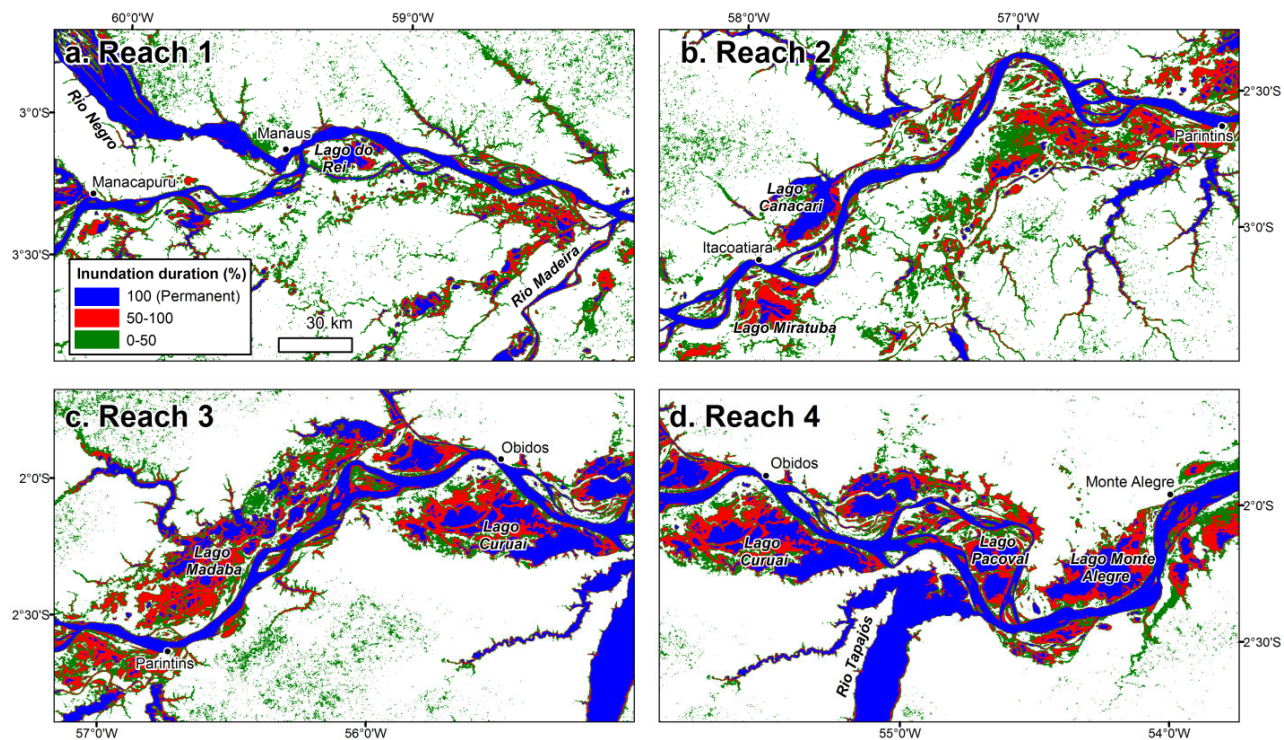 60°0'W
59°0'W
58°0'W
57°0'W
a. Reach 1
Rio Negro
3°0'S
Manaus
Lago do
Rei
Manacapuru
3°30'S
Rio Madeira
Inundation duration (%)
100 (Permanent)
50-100
0-50
30 km
b. Reach 2
2°30'S
Parintins
Lago
Canacari
3°0'S
Itacoatiara
Lago Miratuba
c. Reach 3
Obidos
2°0'S
Lago
Curuai
Lago
Madaba
2°30'S
Parintins
57°0'W
56°0'W
d. Reach 4
Obidos
Monte Alegre
2°0'S
Lago
Curuai
Lago
Pacoval
Lago Monte
Alegre
Rio Tapajós
2°30'S
55°0'W
54°0'W